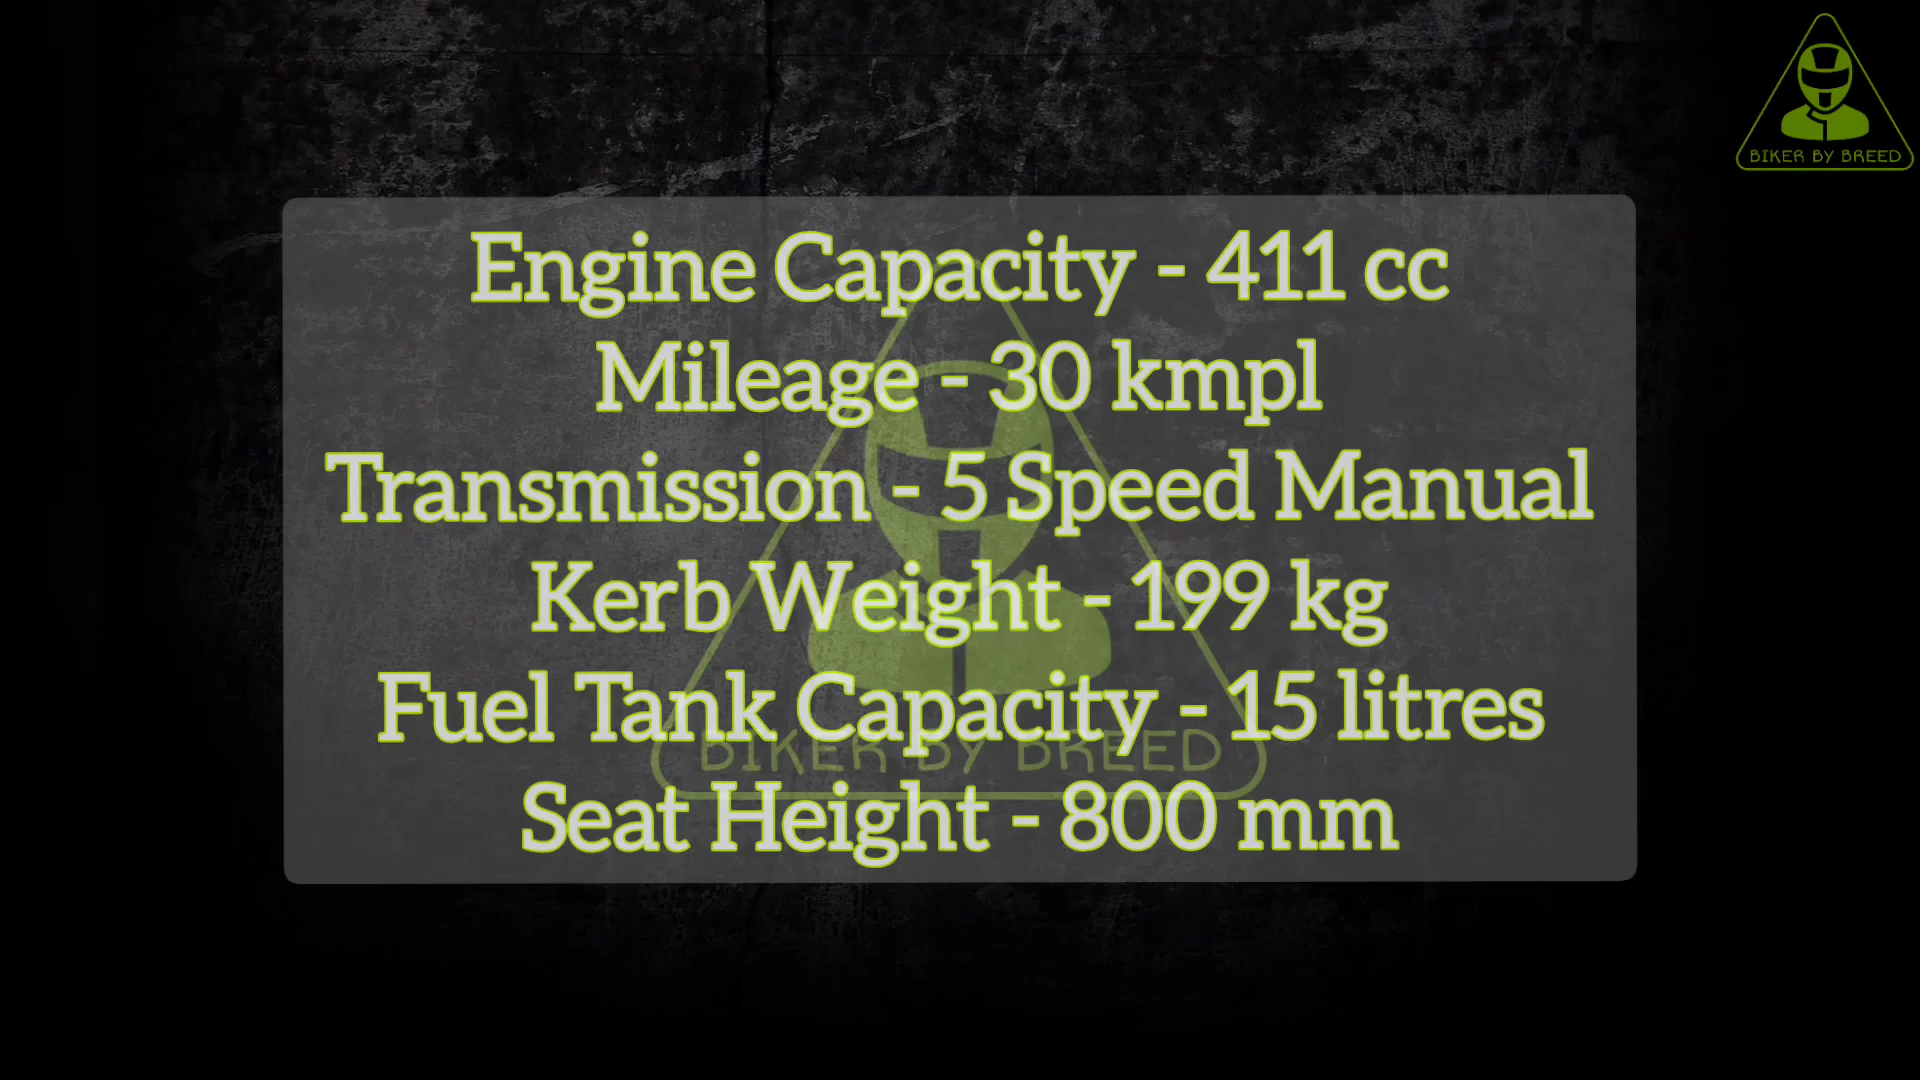 BIKER BY BREED
Engine Capacity - 411 cc
Mileage - 30 kmpl
Transmission - 5 Speed Manual
Kerb Weight - 199 kg
Fuel Tank Capacity - 15 litres
BIKER BY BREED
Seat Height - 800 mm